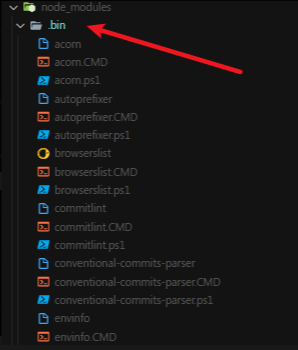 node_modules
.bin
acorn
acorn.CMD
acorn.ps1
autoprefixer
autoprefixer.CMD
autoprefixer.ps1
browserslist
browserslist.CMD
browserslist.ps1
commitlint
commitlint.CMD
commitlint.ps1
conventional-commits-parser
conventional-commits-parser.CMD
conventional-commits-parser.ps1
envinfo
envinfo.CMD